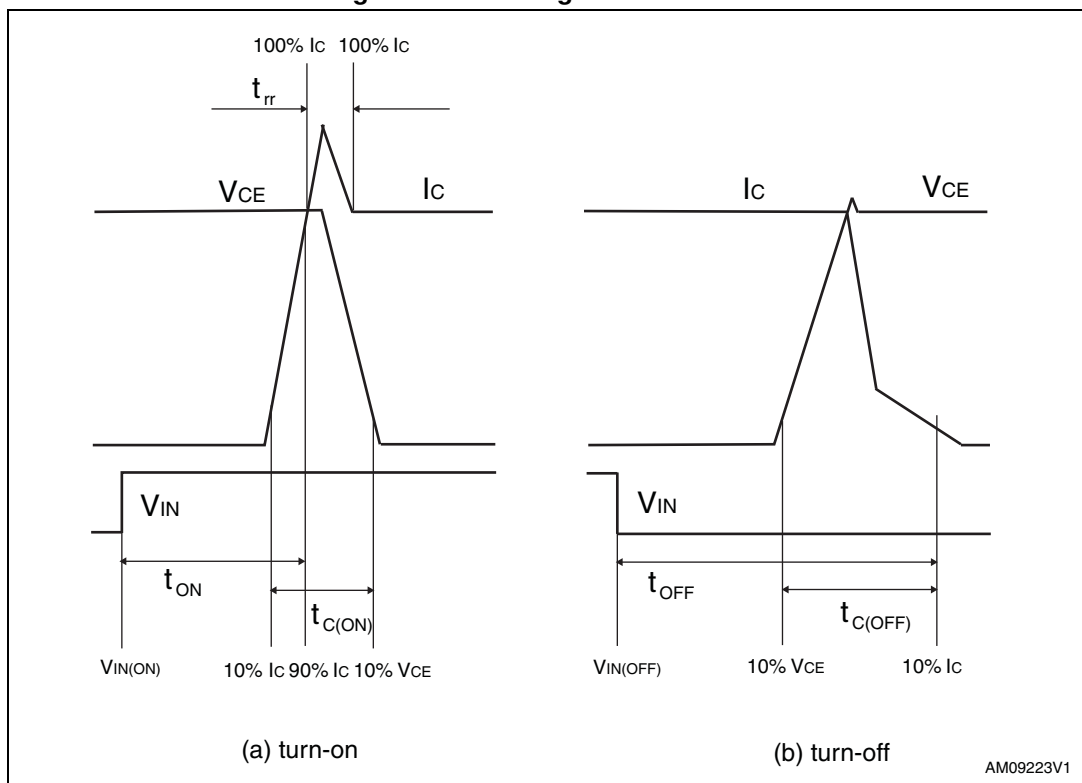 100% IC 100% IC
trr
VCE IC
VIN
tON
tC(ON)
VIN(ON) 10% IC 90% IC 10% VCE
(a) turn-on
IC VCE
VIN
tOFF
tC(OFF)
VIN(OFF) 10% VCE 10% IC
(b) turn-off
AM09223V1